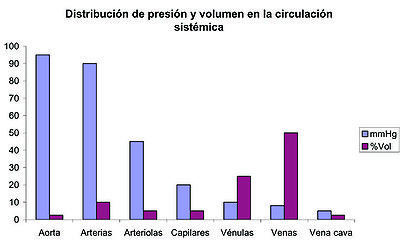 Distribución de presión y volumen en la circulación
sistémica
100
90
80
70
60
50
40
30
20
10
0
Aorta Arterias Arteriolas Capilares Vénulas Venas Vena cava
mmHg
%Vol